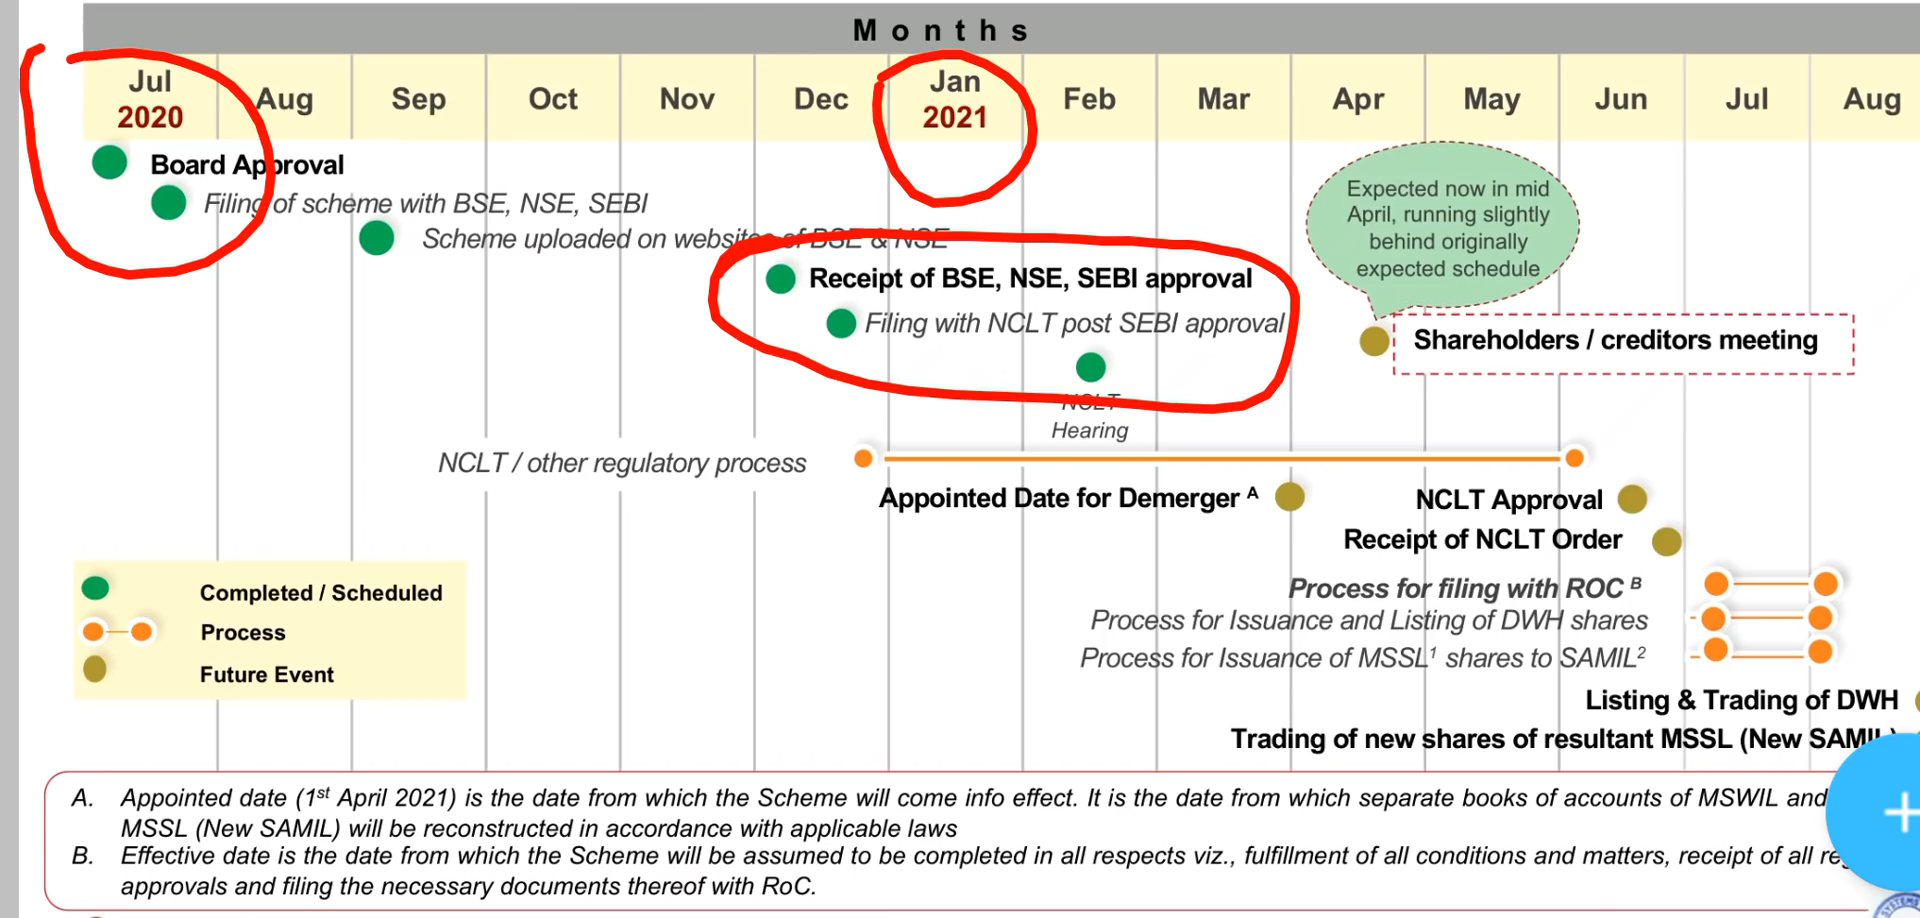 Months
Jul 2020 Aug Sep Oct Nov Dec Jan 2021 Feb Mar Apr May Jun Jul Aug
Board Approval
Filing of scheme with BSE, NSE, SEBI
Scheme uploaded on websites of BSE & NSE
Expected now in mid
April, running slightly
behind originally
expected schedule
Receipt of BSE, NSE, SEBI approval
Filing with NCLT post SEBI approval
Shareholders / creditors meeting
NCLT
Hearing
NCLT / other regulatory process
Appointed Date for Demerger A
NCLT Approval
Receipt of NCLT Order
Process for filing with ROC B
Process for Issuance and Listing of DWH shares
Process for Issuance of MSSL1 shares to SAMIL2
Listing & Trading of DWH
Trading of new shares of resultant MSSL (New SAMIL)
Completed / Scheduled
Process
Future Event
A. Appointed date (1st April 2021) is the date from which the Scheme will come info effect. It is the date from which separate books of accounts of MSWIL and
MSSL (New SAMIL) will be reconstructed in accordance with applicable laws
B. Effective date is the date from which the Scheme will be assumed to be completed in all respects viz., fulfillment of all conditions and matters, receipt of all
approvals and filing the necessary documents thereof with RoC.